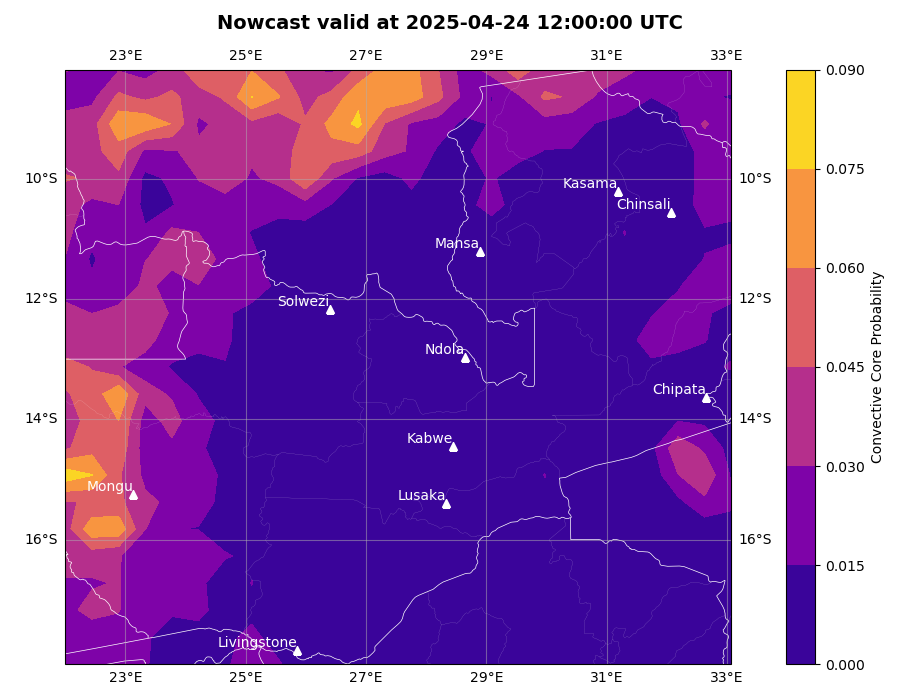 Nowcast valid at 2025-04-24 12:00:00 UTC
23°E 25°E 27°E 29°E 31°E 33°E
0.090
0.075
10°S 10°S
Kasama
Chinsali
Mansa
0.060
12°S 12°S
Solwezi
Ndola
0.045
Chipata
14°S 14°S
Kabwe
0.030
Mongu
Lusaka
16°S 16°S
0.015
Livingstone
0.000
23°E 25°E 27°E 29°E 31°E 33°E
Convective Core Probability